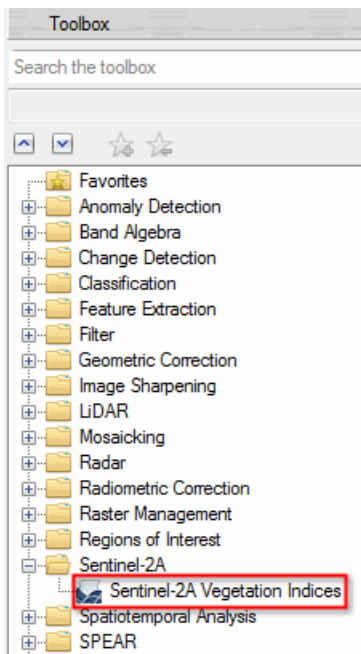 Toolbox
Search the toolbox
Favorites
Anomaly Detection
Band Algebra
Change Detection
Classification
Feature Extraction
Filter
Geometric Correction
Image Sharpening
LiDAR
Mosaicking
Radar
Radiometric Correction
Raster Management
Regions of Interest
Sentinel-2A
Sentinel-2A Vegetation Indices
Spatiotemporal Analysis
SPEAR